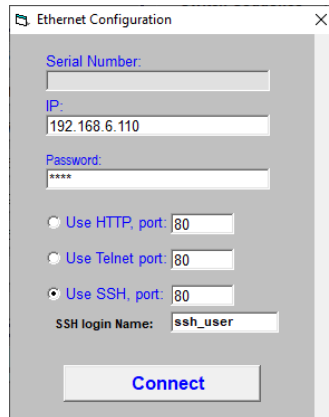 Ethernet Configuration
Serial Number:
IP:
192.168.6.110
Password:
****
Use HTTP, port: 80
Use Telnet port: 80
Use SSH, port: 80
SSH login Name: ssh_user
Connect